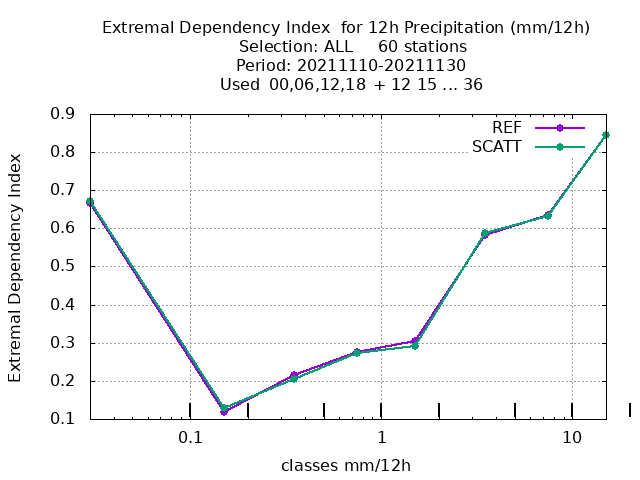 Extremal Dependency Index  for 12h Precipitation (mm/12h)
Selection: ALL     60 stations
Period: 20211110-20211130
Used  00,06,12,18  + 12 15 ... 36
REF
SCATT
0.9
0.8
0.7
0.6
0.5
0.4
0.3
0.2
0.1
Extremal Dependency Index
0.1
1
10
classes mm/12h